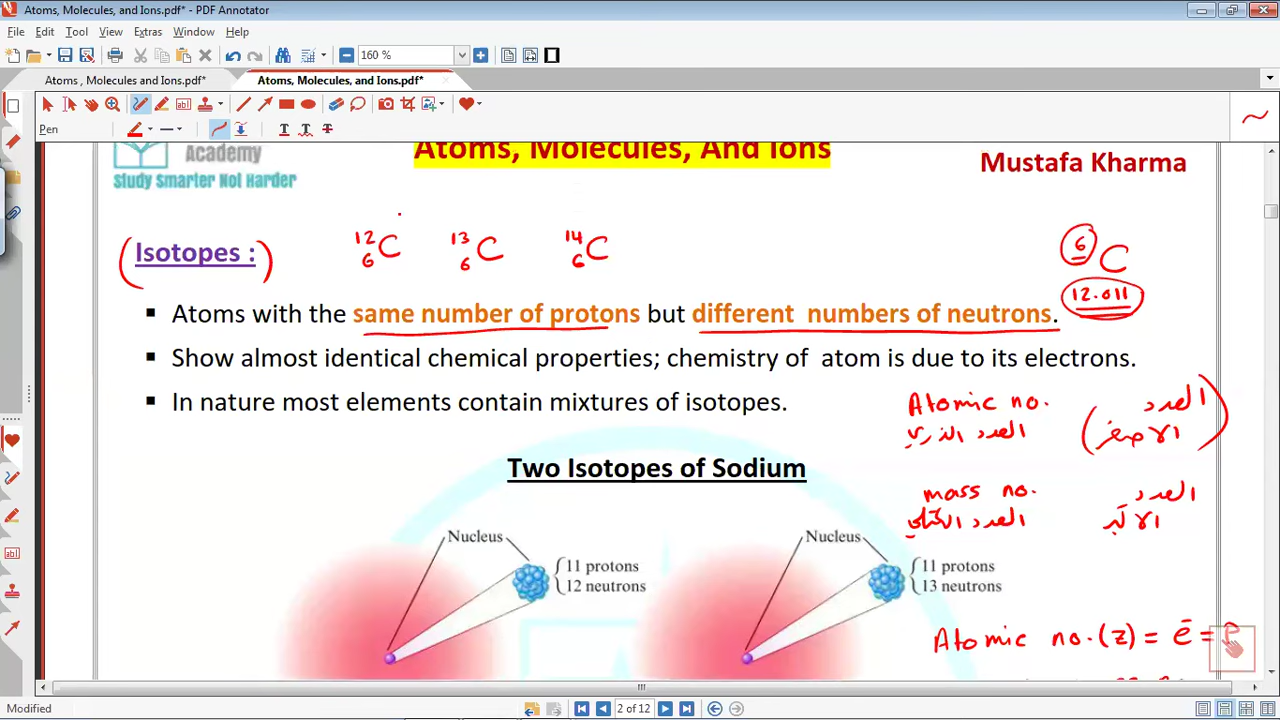 Atoms, Molecules, and Ions.pdf* - PDF Annotator
File Edit Tool View Extras Window Help
160 %
Atoms , Molecules and Ions.pdf*
Atoms, Molecules, and Ions.pdf*
Pen
Academy
Study Smarter Not Harder
Atoms, Molecules, And Ions
Mustafa Kharma
(Isotopes :)
12 6 C 13 6 C 14 6 C
6 C
12.011
▪ Atoms with the same number of protons but different numbers of neutrons.
▪ Show almost identical chemical properties; chemistry of atom is due to its electrons.
▪ In nature most elements contain mixtures of isotopes.
Atomic no. العدد
العدد الذري (الاصغر)
Two Isotopes of Sodium
mass no. العدد
العدد الكتلي الاكبر
Nucleus
11 protons
12 neutrons
Nucleus
11 protons
13 neutrons
Atomic no. (z) = e⁻ = P
Modified
2 of 12